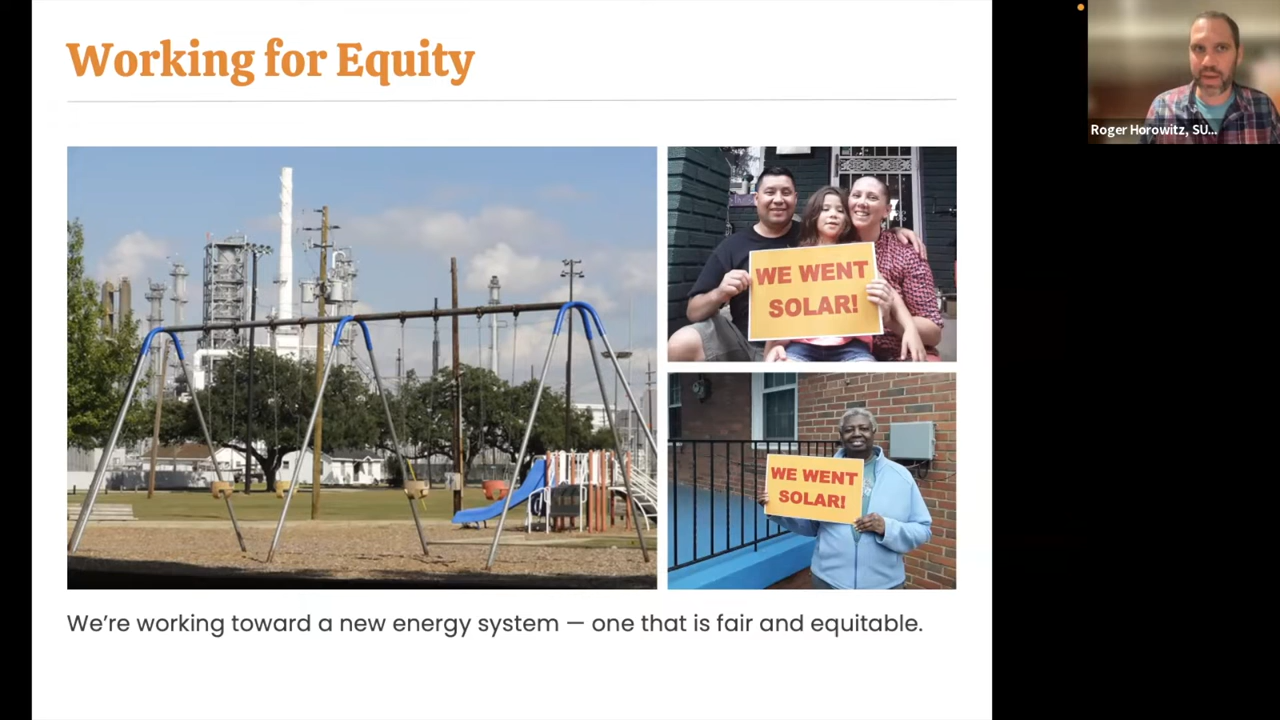 Working for Equity
Roger Horowitz, SU...
WE WENT
SOLAR!
WE WENT
SOLAR!
We're working toward a new energy system — one that is fair and equitable.